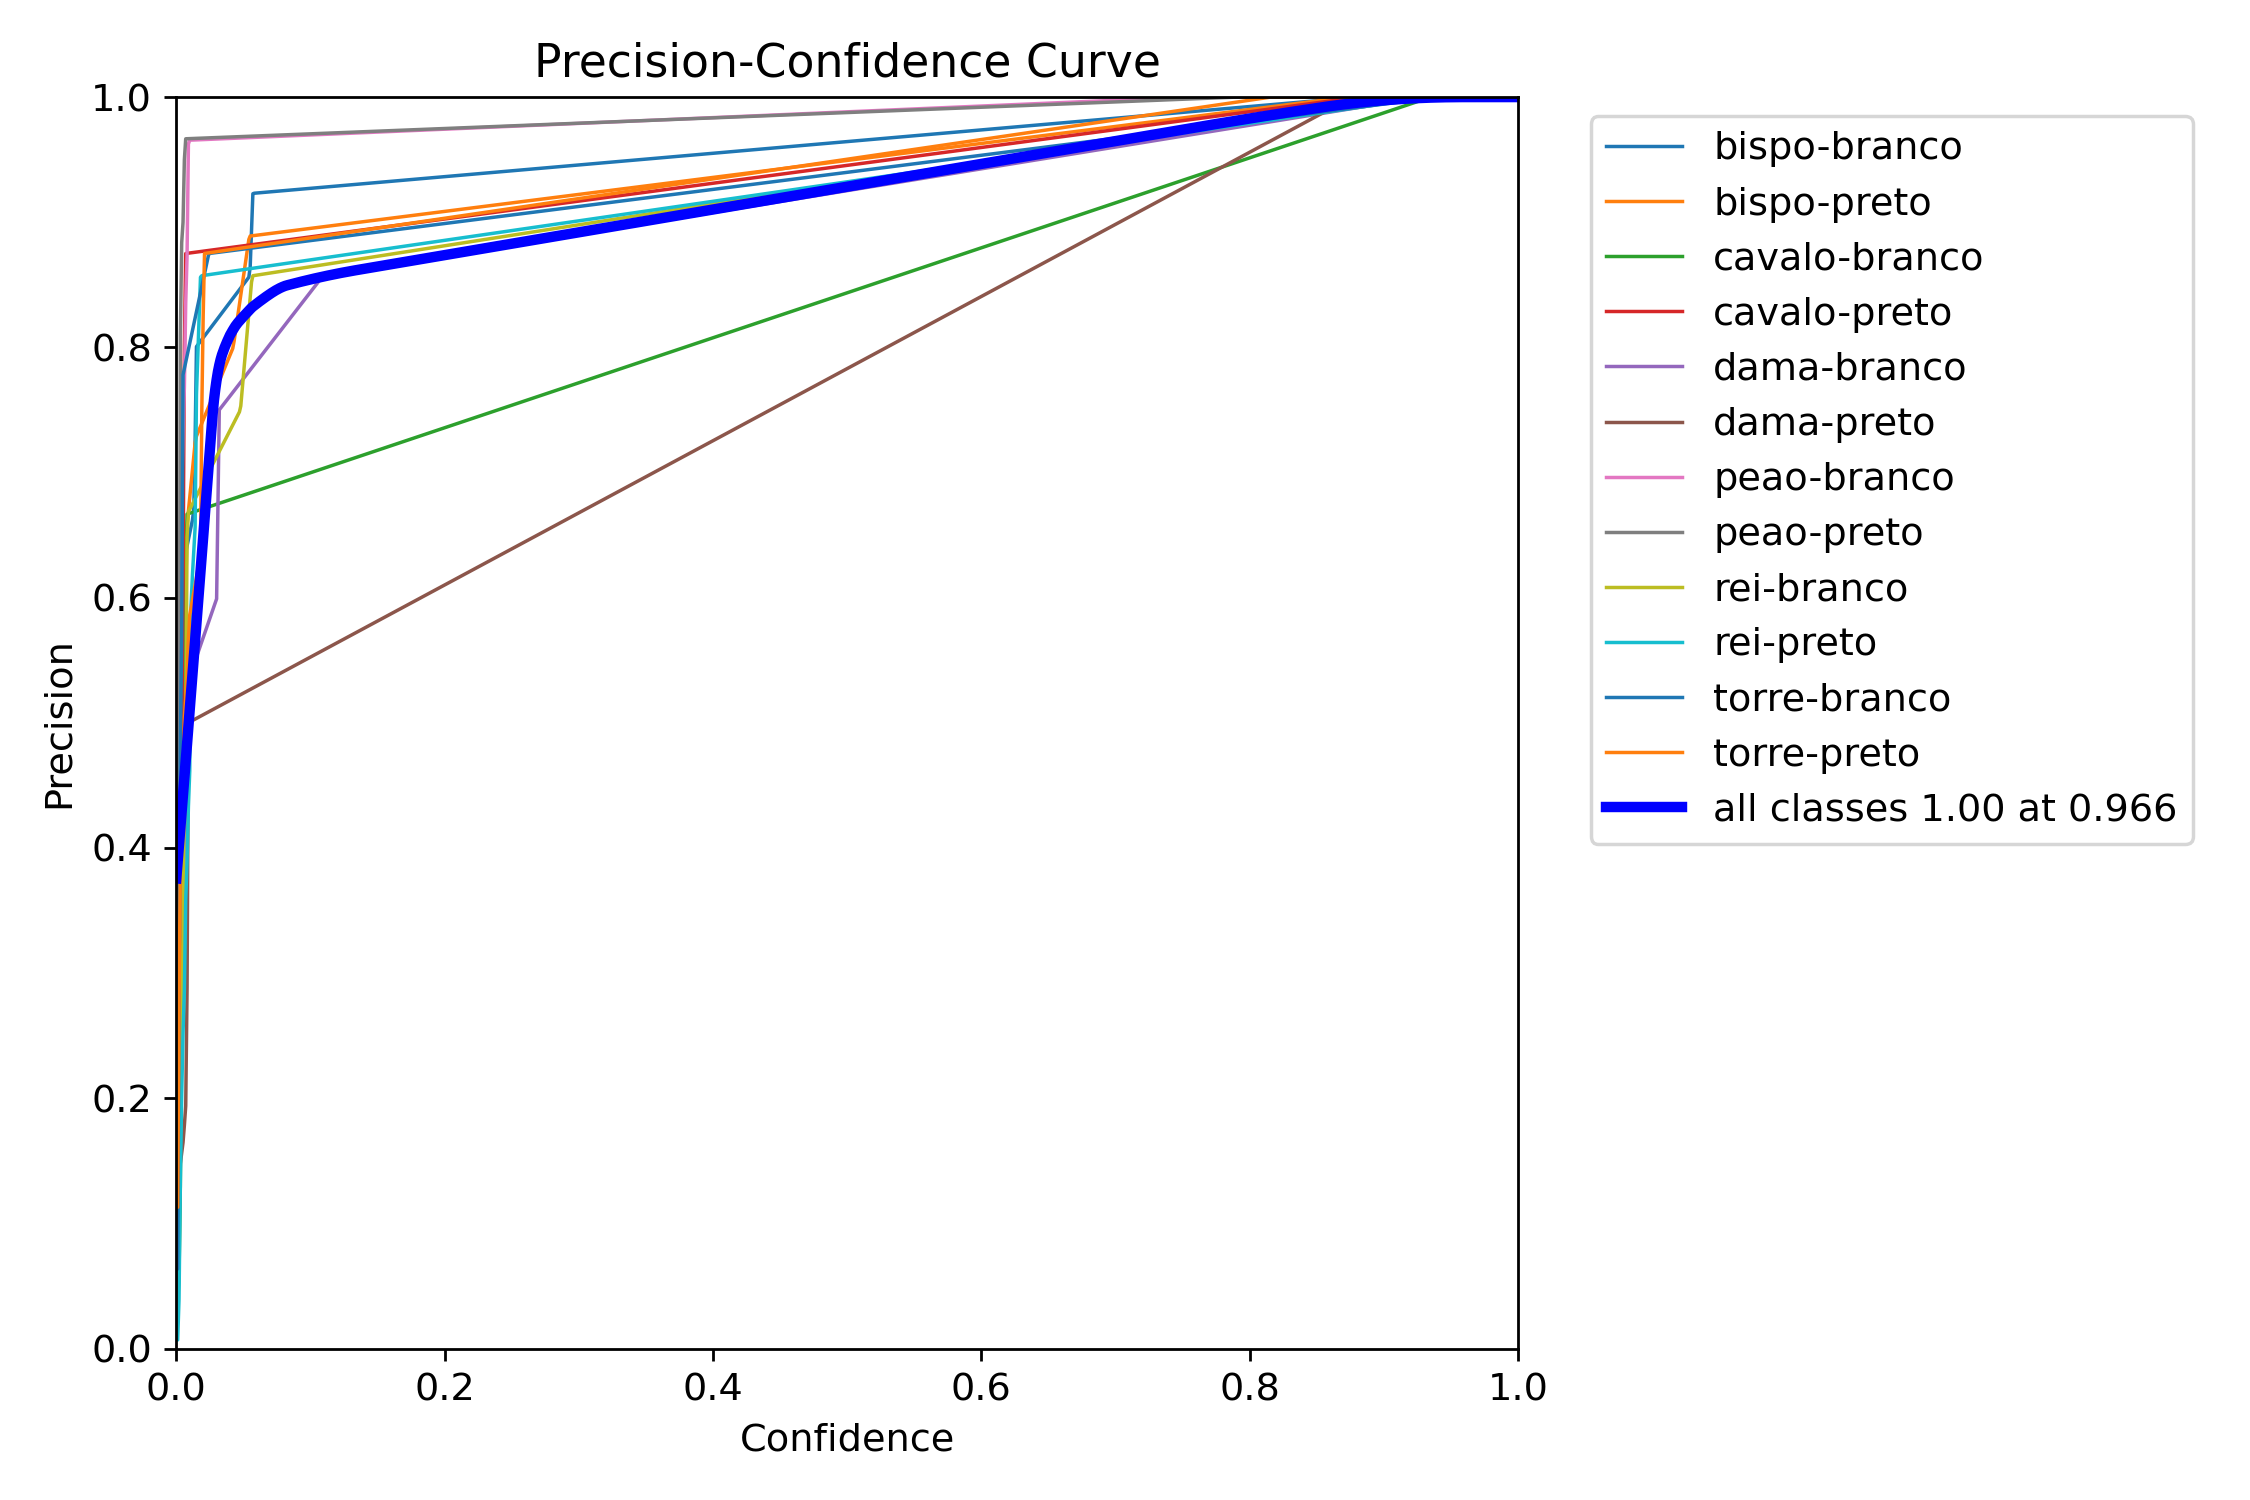 Precision-Confidence Curve
1.0
0.8
0.6
0.4
0.2
0.0
Precision
0.0 0.2 0.4 0.6 0.8 1.0
Confidence
bispo-branco
bispo-preto
cavalo-branco
cavalo-preto
dama-branco
dama-preto
peao-branco
peao-preto
rei-branco
rei-preto
torre-branco
torre-preto
all classes 1.00 at 0.966